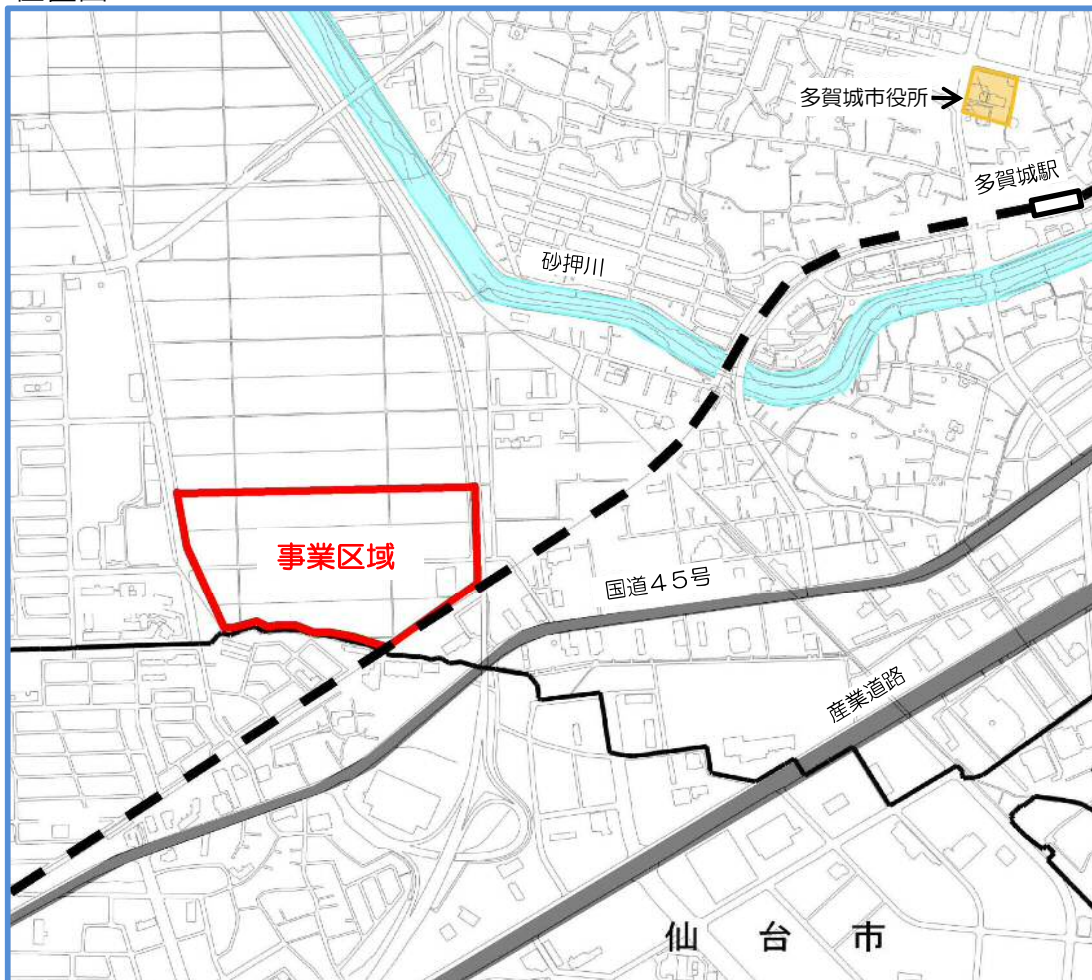 多賀城市役所
多賀城駅
砂押川
事業区域
国道４５号
産業道路
仙台市